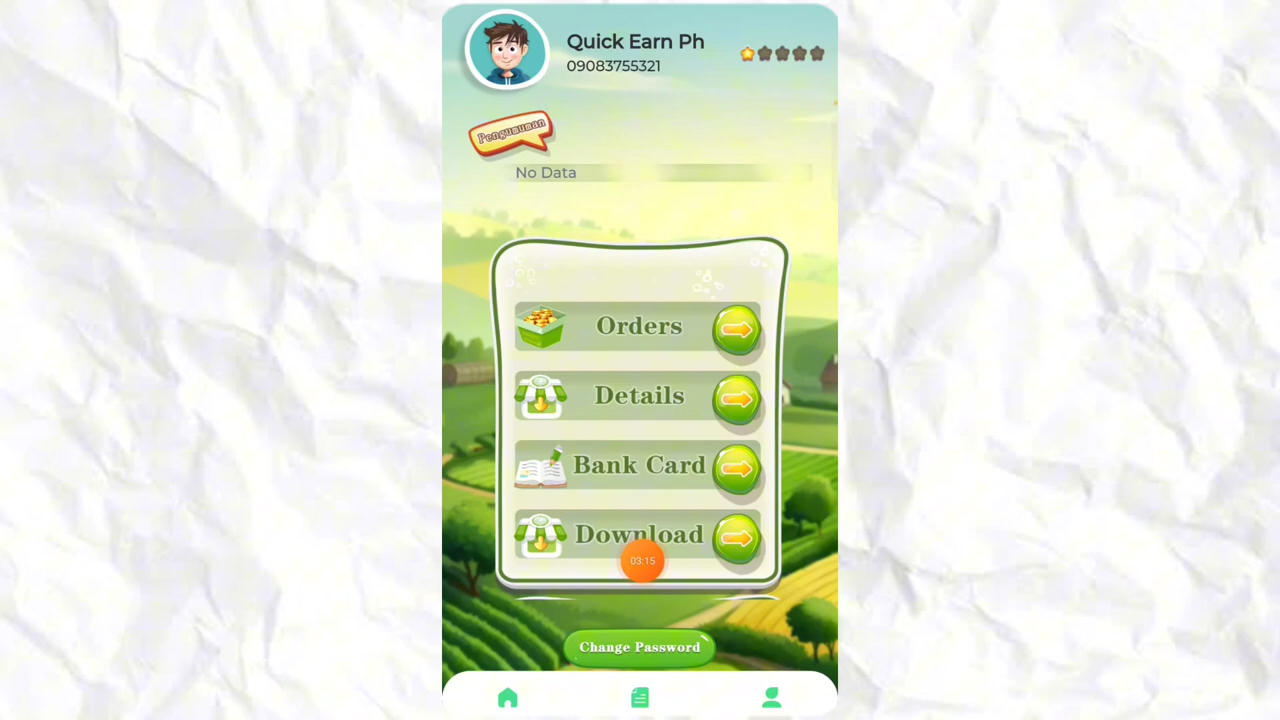 Quick Earn Ph
09083755321
Pengumuman
No Data
Orders
Details
Bank Card
Download
03:15
Change Password